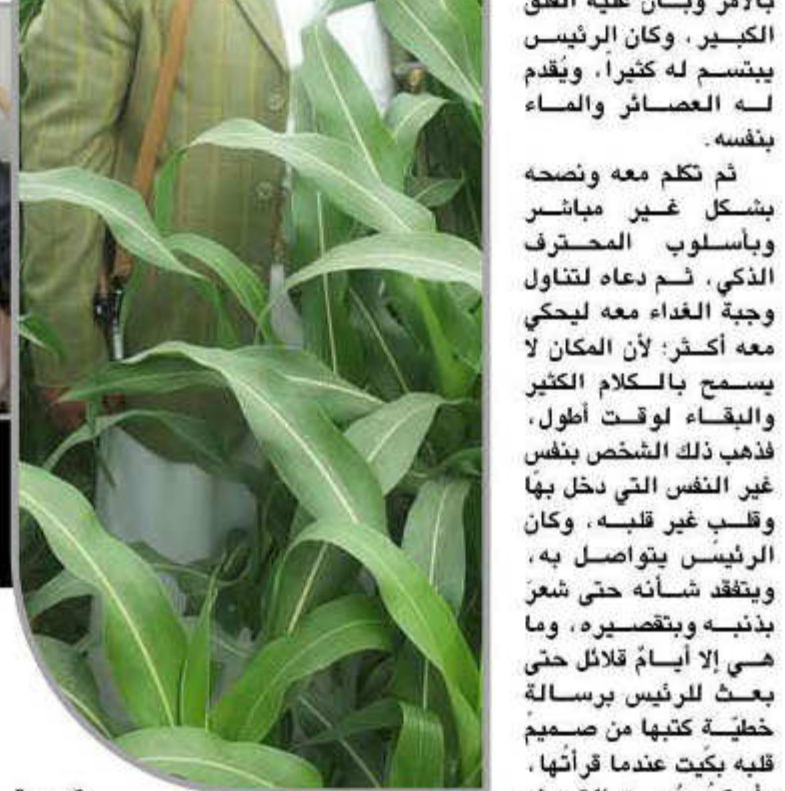 بالأمر وبان عليه القلق
الكبير، وكان الرئيس
يبتسم له كثيراً، ويُقدم
له العصائر والماء
بنفسه.
ثم تكلم معه ونصحه
بشكل غير مباشر
وبأسلوب المحترف
الذكي، ثم دعاه لتناول
وجبة الغداء معه ليحكي
معه أكثر؛ لأن المكان لا
يسمح بالكلام الكثير
والبقاء لوقت أطول،
فذهب ذلك الشخص بنفس
غير النفس التي دخل بها
وقلبٍ غير قلبه، وكان
الرئيس يتواصل به،
ويتفقد شأنه حتى شعرَ
بذنبه وبتقصيره، وما
هي إلا أيامٌ قلائل حتى
بعثَ للرئيس برسالة
خطيّة كتبها من صميمِ
قلبه بكَيت عندما قرأتُها،